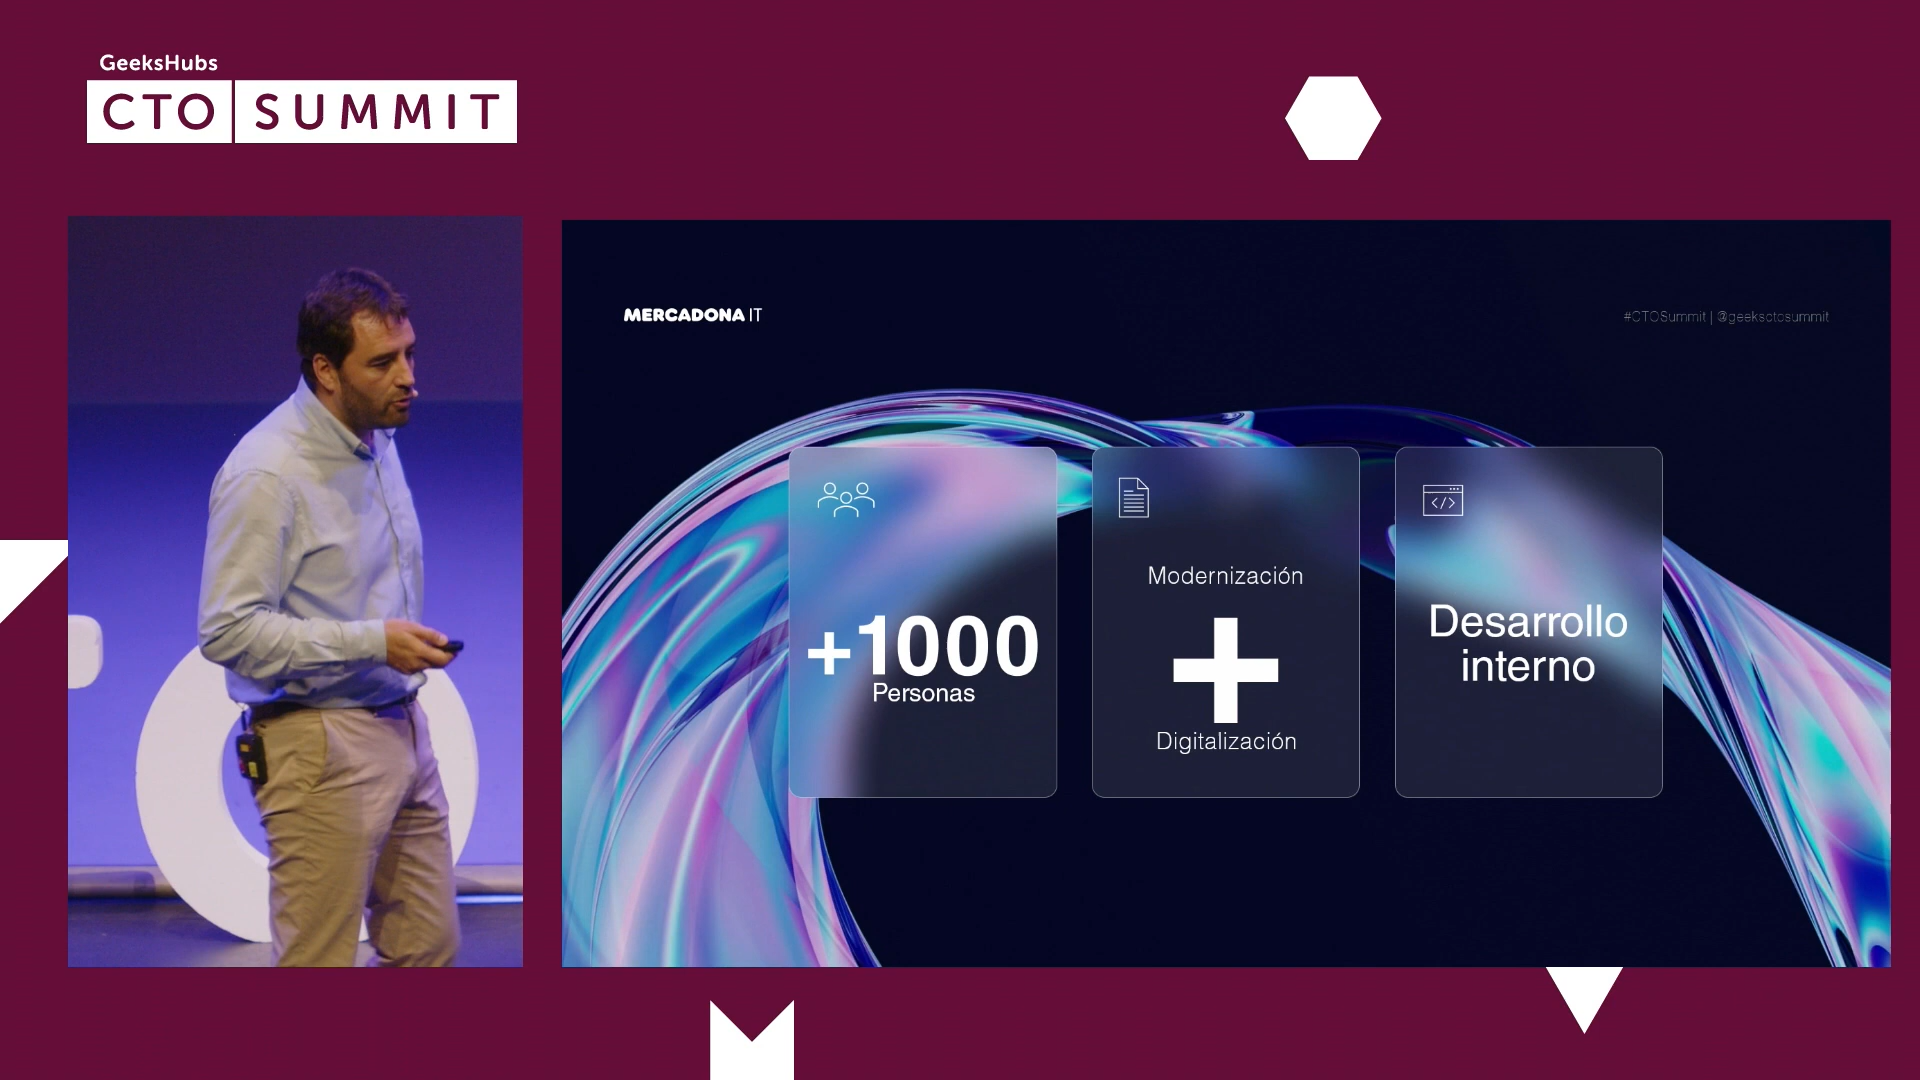 GeeksHubs
CTO SUMMIT
MERCADONA IT
#CTOSummit | @geeksctosummit
+1000
Personas
Modernización
+
Digitalización
</>
Desarrollo
interno